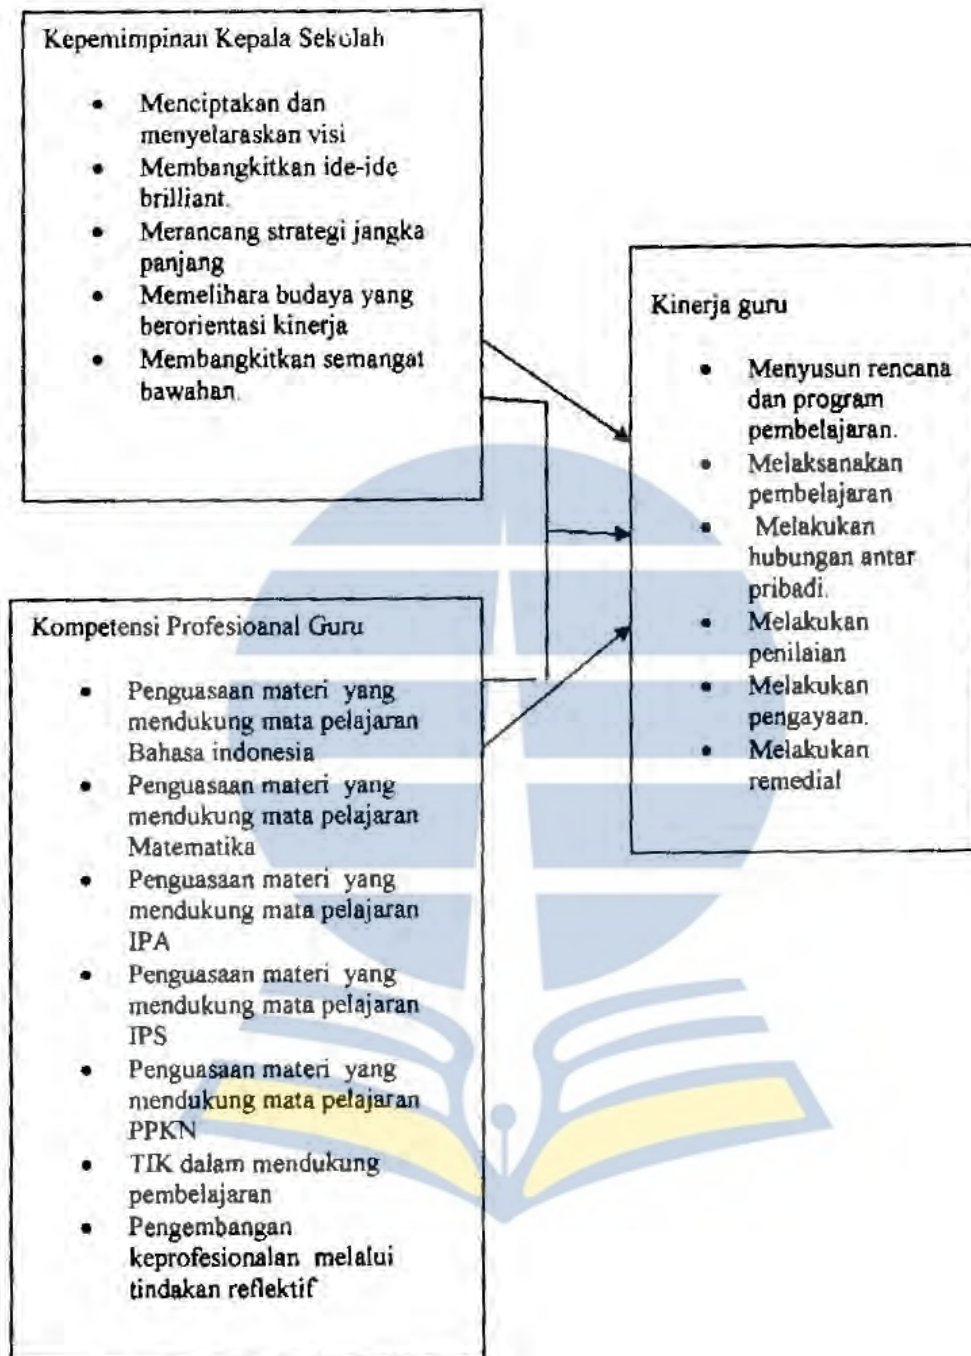 Kepemimpinan Kepala Sekolah
• Menciptakan dan
menyelaraskan visi
• Membangkitkan ide-ide
brilliant.
• Merancang strategi jangka
panjang
• Memelihara budaya yang
berorientasi kinerja
• Membangkitkan semangat
bawahan.
Kinerja guru
• Menyusun rencana
dan program
pembelajaran.
• Melaksanakan
pembelajaran
• Melakukan
hubungan antar
pribadi.
• Melakukan
penilaian
• Melakukan
pengayaan.
• Melakukan
remedial
Kompetensi Profesioanal Guru
• Penguasaan materi yang
mendukung mata pelajaran
Bahasa indonesia
• Penguasaan materi yang
mendukung mata pelajaran
Matematika
• Penguasaan materi yang
mendukung mata pelajaran
IPA
• Penguasaan materi yang
mendukung mata pelajaran
IPS
• Penguasaan materi yang
mendukung mata pelajaran
PPKN
• TIK dalam mendukung
pembelajaran
• Pengembangan
keprofesionalan melalui
tindakan reflektif